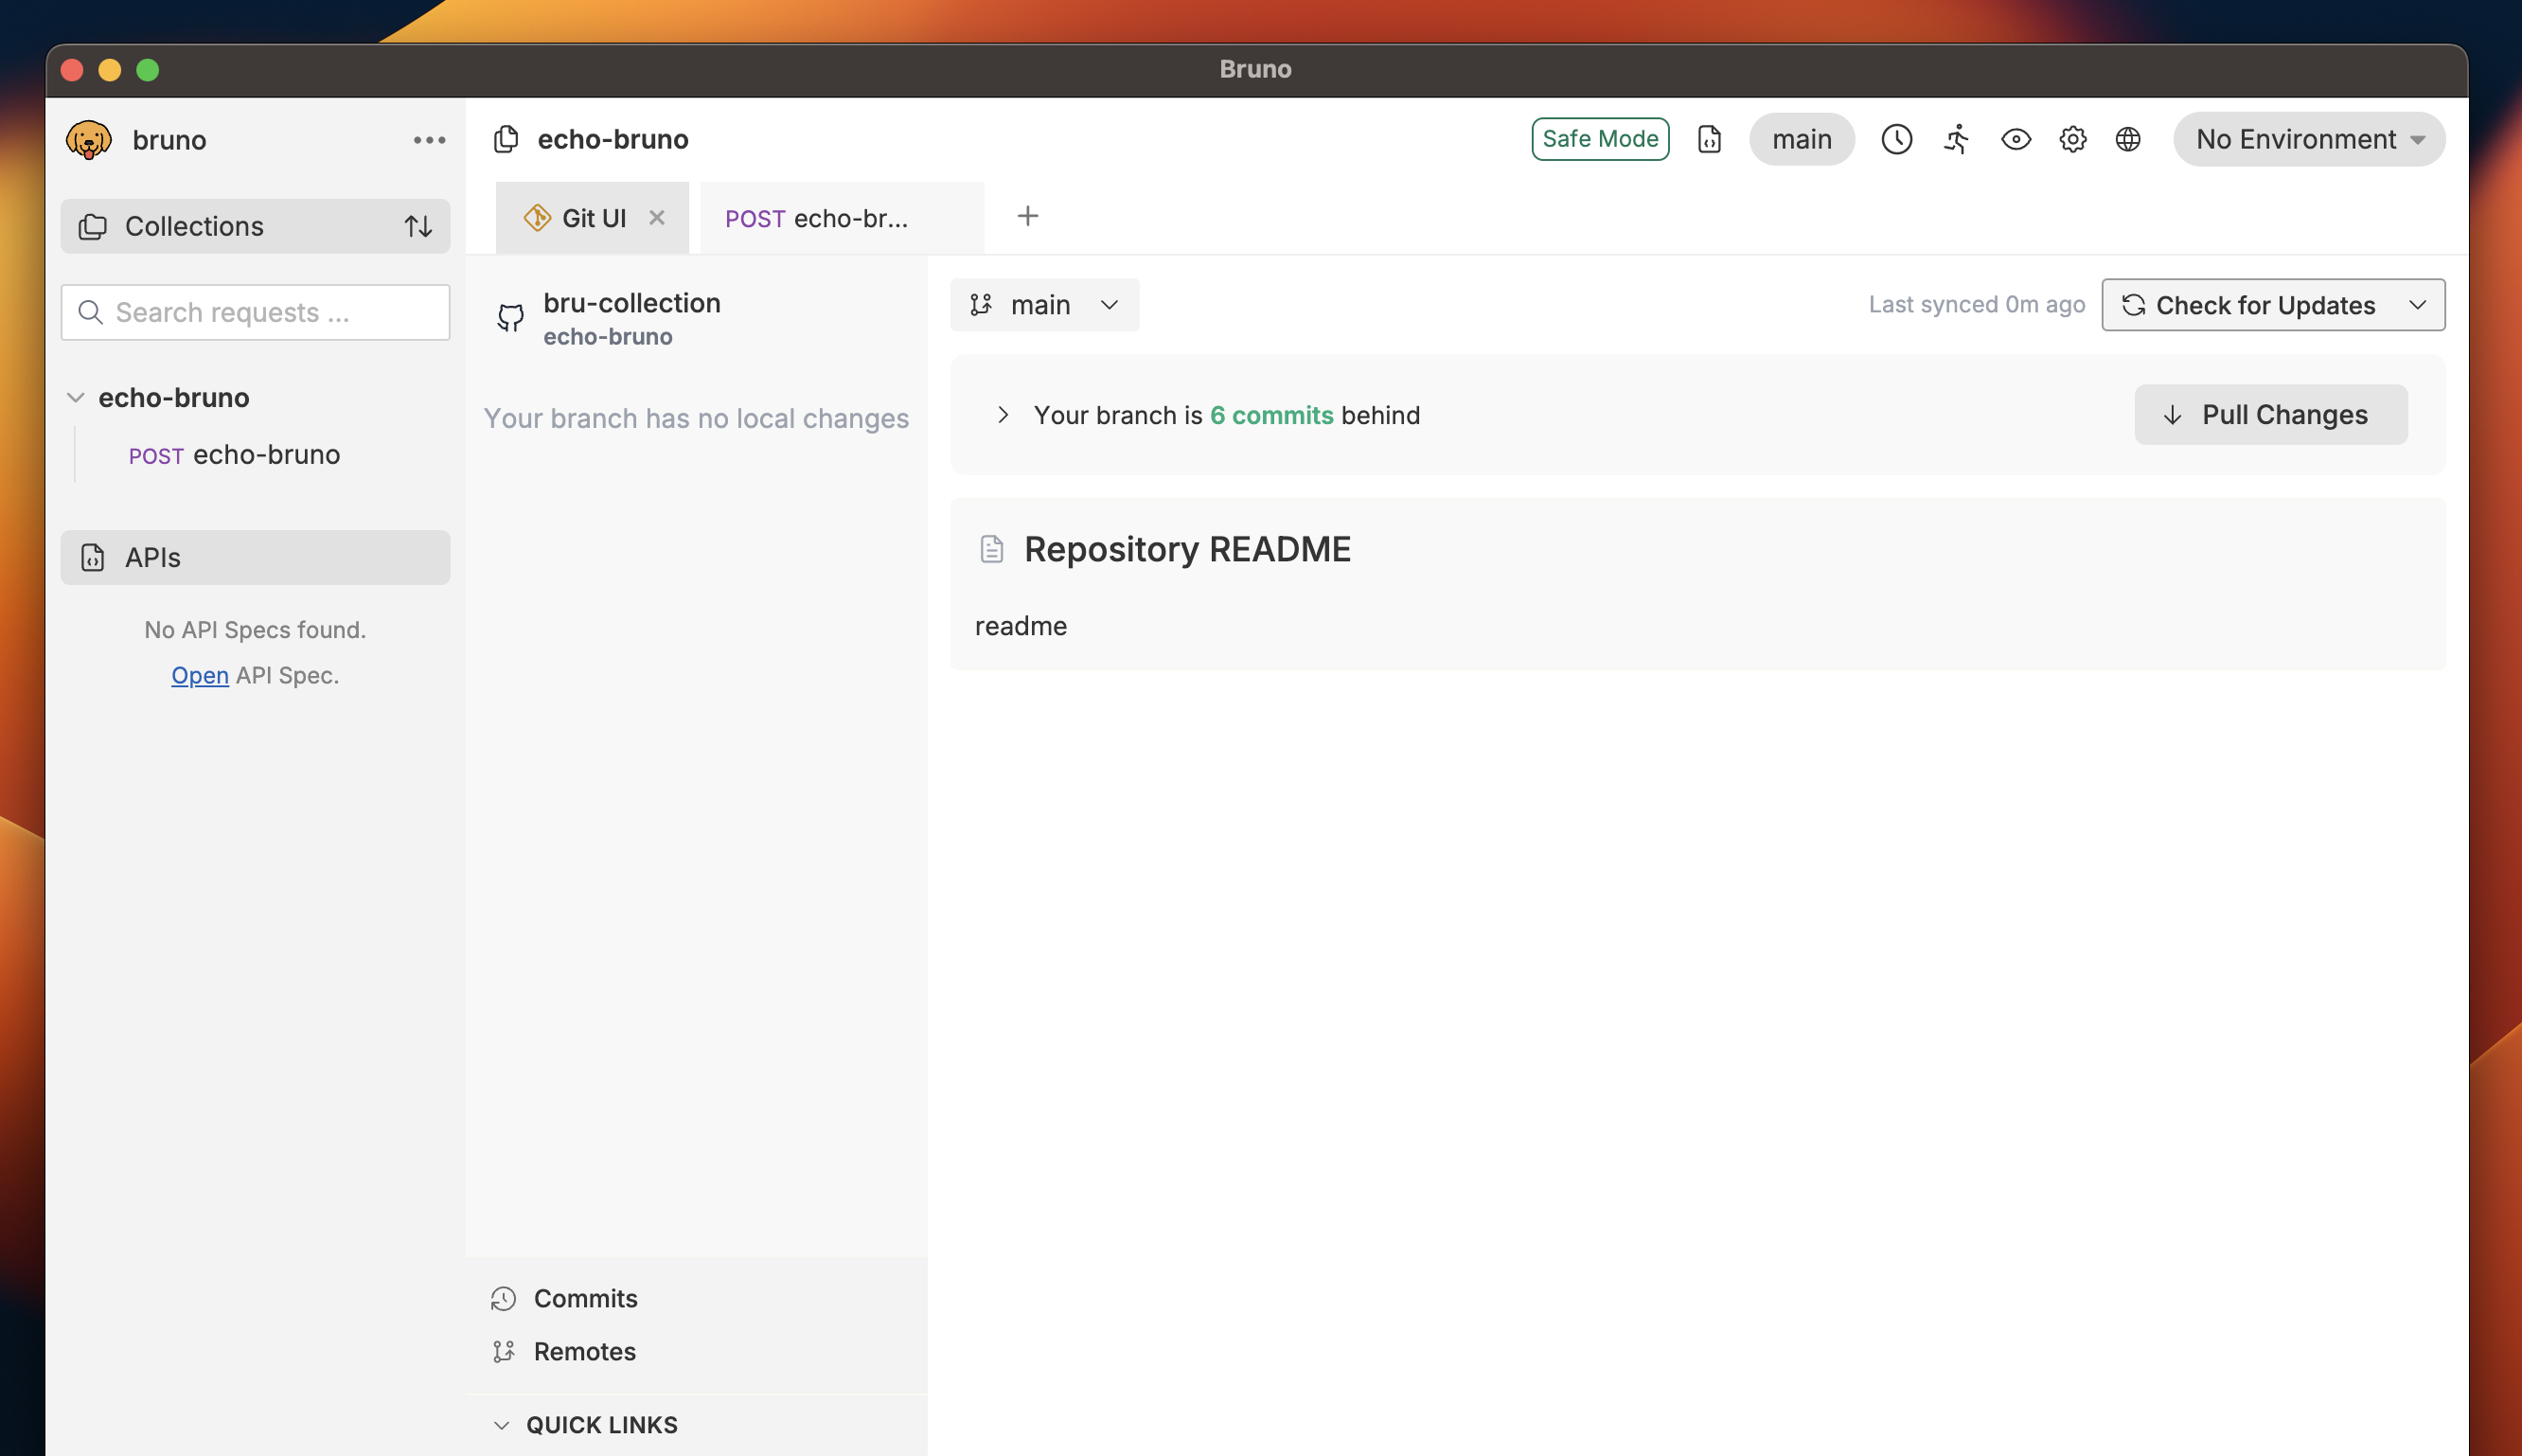 Bruno
bruno
Collections
Search requests ...
echo-bruno
POST echo-bruno
APIs
No API Specs found.
Open API Spec.
echo-bruno
Safe Mode
main
No Environment
Git UI
POST echo-br...
bru-collection
echo-bruno
Your branch has no local changes
Commits
Remotes
QUICK LINKS
main
Last synced 0m ago
Check for Updates
Your branch is 6 commits behind
Pull Changes
Repository README
readme